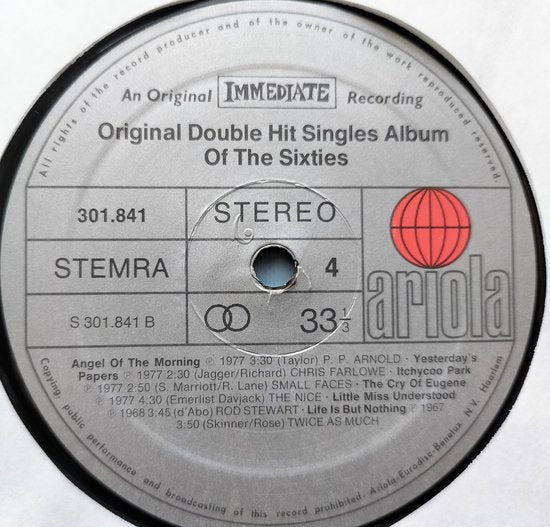 All rights of the record producer and of the owner of the work reproduced reserved.
An Original IMMEDIATE Recording
Original Double Hit Singles Album
Of The Sixties
301.841 STEREO
STEMRA 4
S 301.841 B 33 1/3
ariola
Angel Of The Morning ℗ 1977 3:30 (Taylor) P. P. ARNOLD · Yesterday's
Papers ℗ 1977 2:30 (Jagger/Richard) CHRIS FARLOWE · Itchycoo Park
℗ 1977 2:50 (S. Marriott/R. Lane) SMALL FACES · The Cry Of Eugene
℗ 1977 4:30 (Emerlist Davjack) THE NICE · Little Miss Understood
℗ 1968 3:45 (d'Abo) ROD STEWART · Life Is But Nothing ℗ 1967
3:50 (Skinner/Rose) TWICE AS MUCH
Copying, public performance and broadcasting of this record prohibited. Ariola-Eurodisc-Benelux N.V. Haarlem